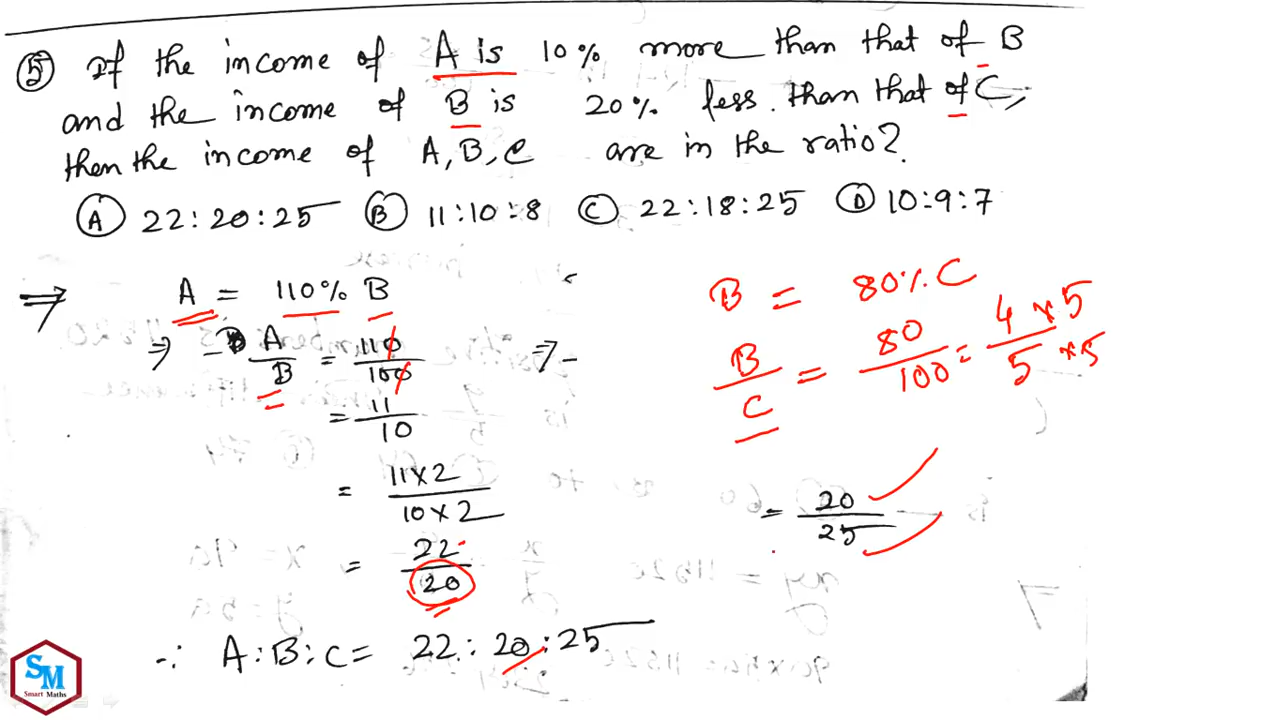 5 If the income of A is 10% more than that of B
and the income of B is 20% less than that of C,
then the income of A, B, C are in the ratio?
A 22:20:25 B 11:10:8 C 22:18:25 D 10:9:7
⇒ A = 110% B
⇒ A/B = 110/100 ⇒
= 11/10
= 11×2/10×2
= 22/20
B = 80% C
B/C = 80/100 = 4×5/5×5
= 20/25
∴ A:B:C = 22:20:25
SM
Smart Maths